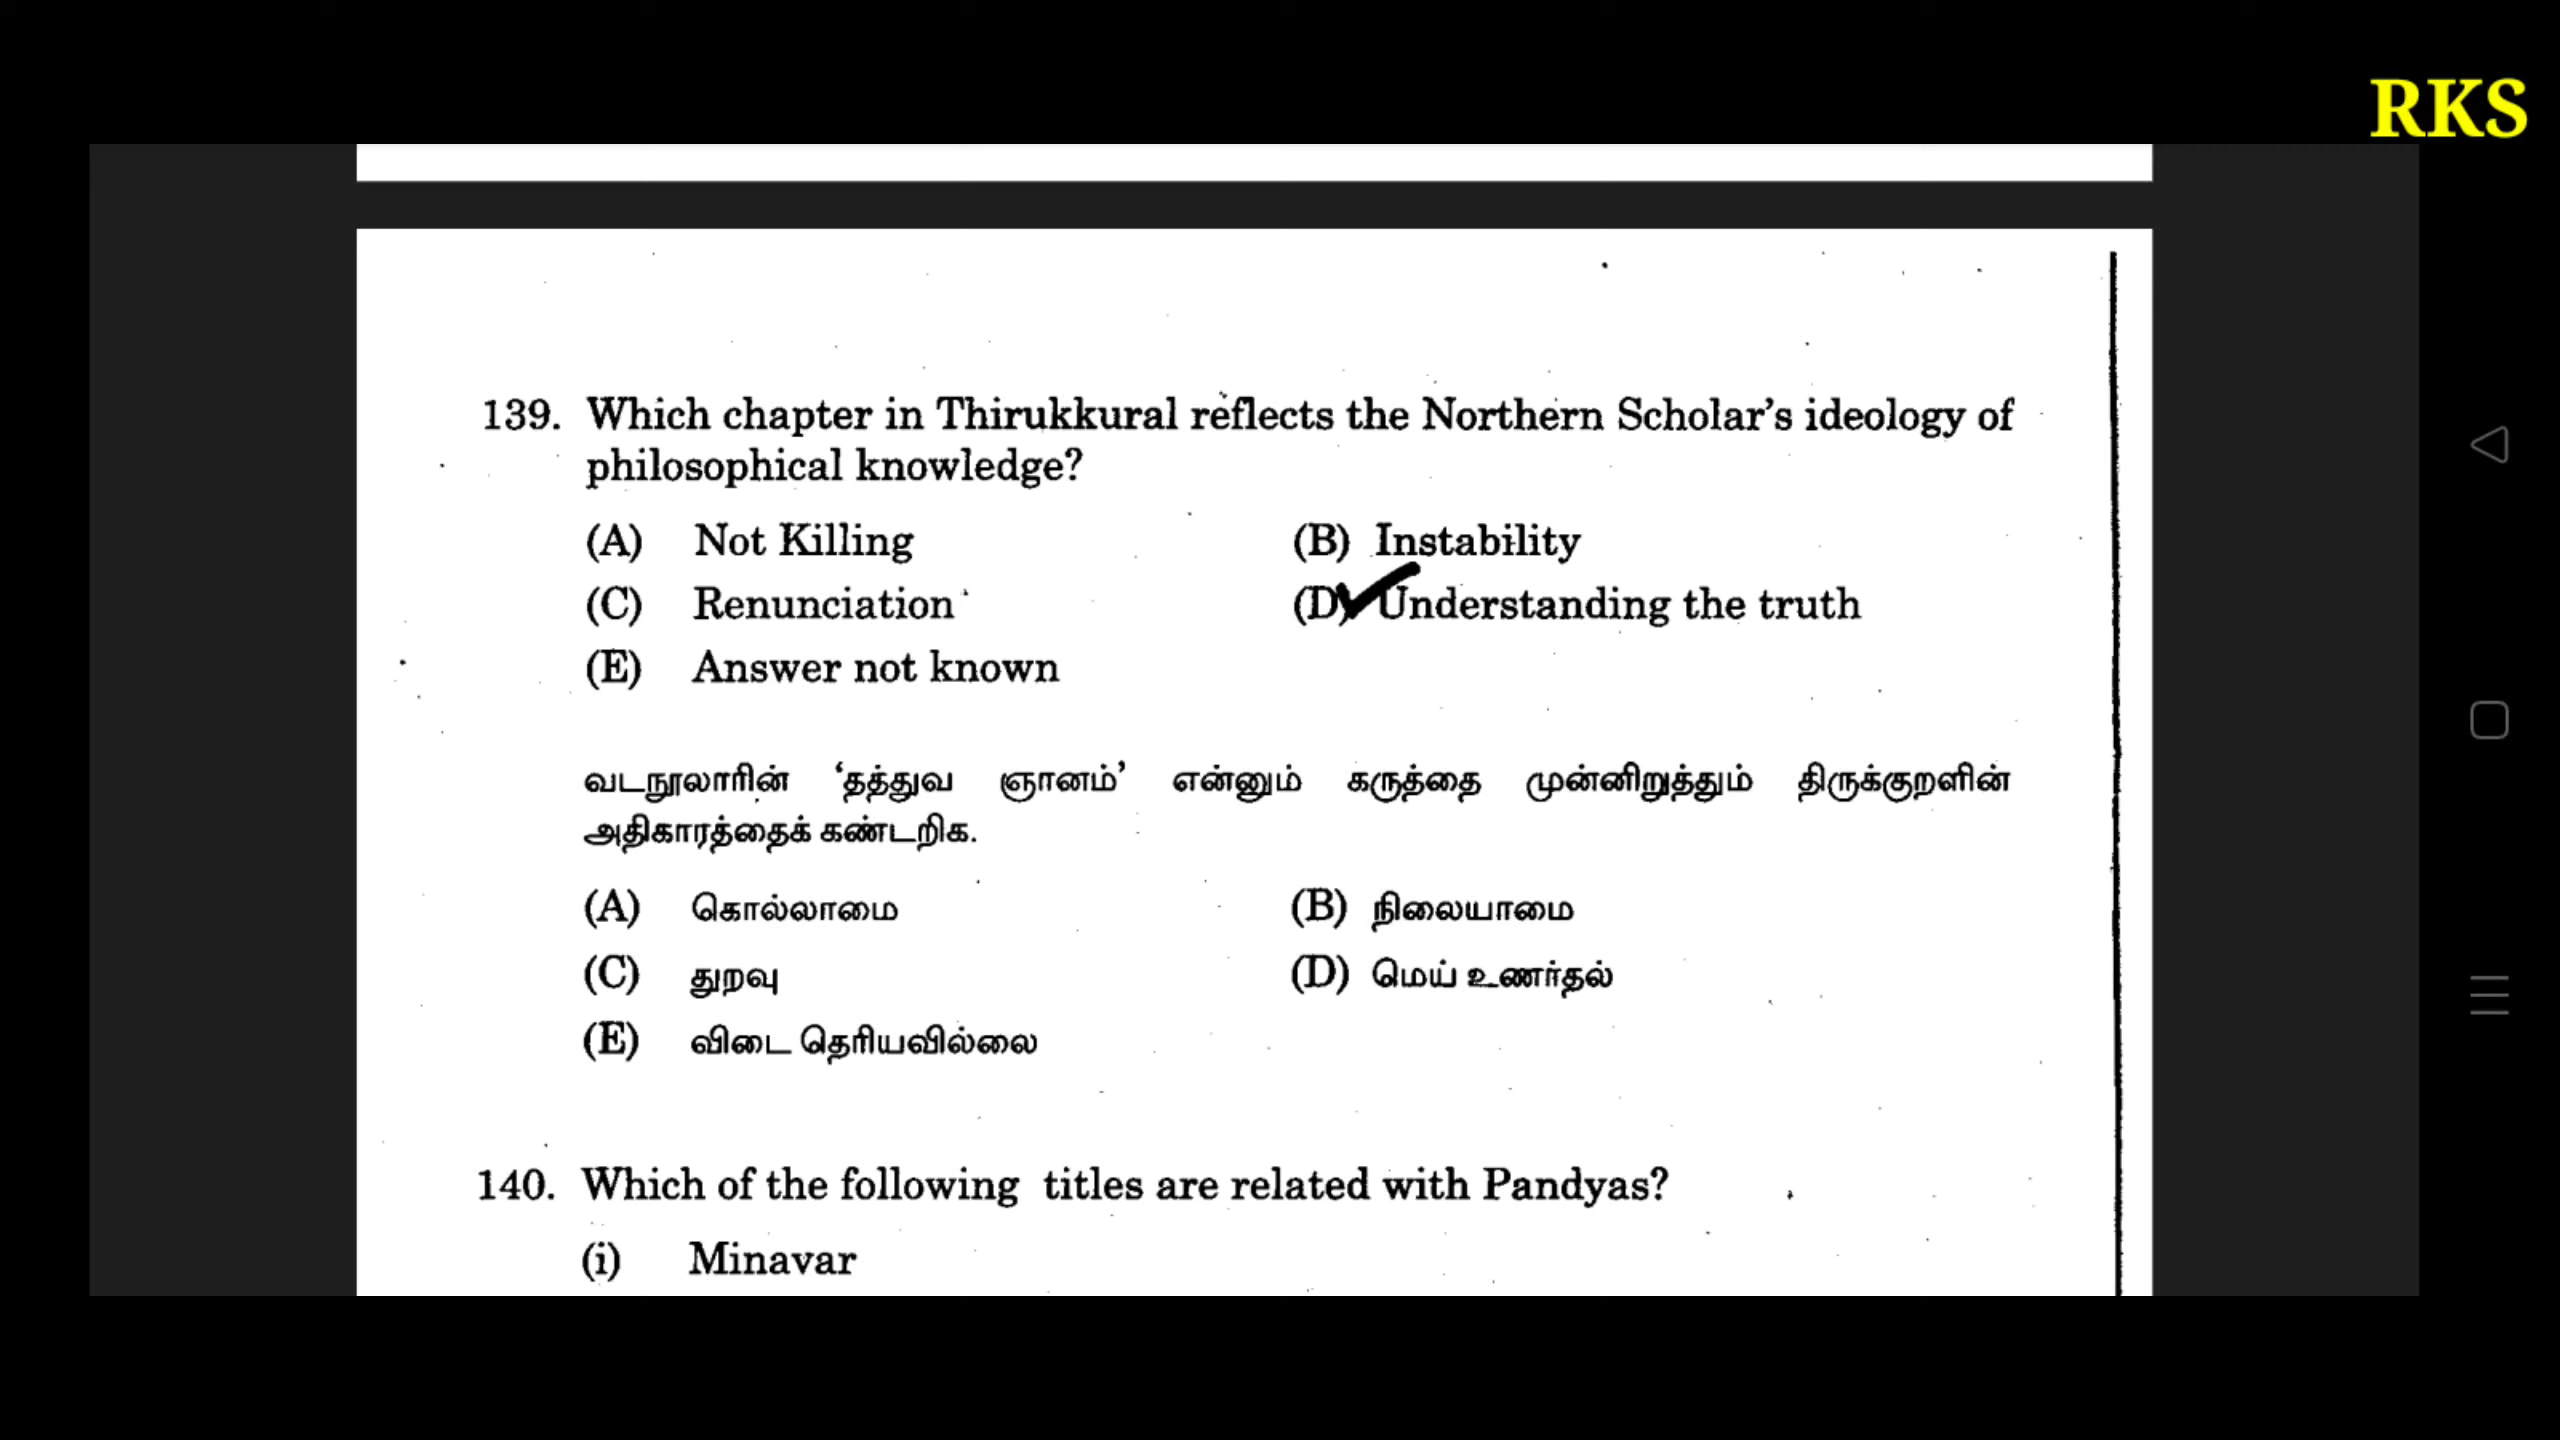 RKS
139. Which chapter in Thirukkural reflects the Northern Scholar's ideology of
philosophical knowledge?
(A) Not Killing (B) Instability
(C) Renunciation (D) Understanding the truth
(E) Answer not known
வடநூலாரின் ‘தத்துவ ஞானம்’ என்னும் கருத்தை முன்னிறுத்தும் திருக்குறளின்
அதிகாரத்தைக் கண்டறிக.
(A) கொல்லாமை (B) நிலையாமை
(C) துறவு (D) மெய் உணர்தல்
(E) விடை தெரியவில்லை
140. Which of the following titles are related with Pandyas?
(i) Minavar